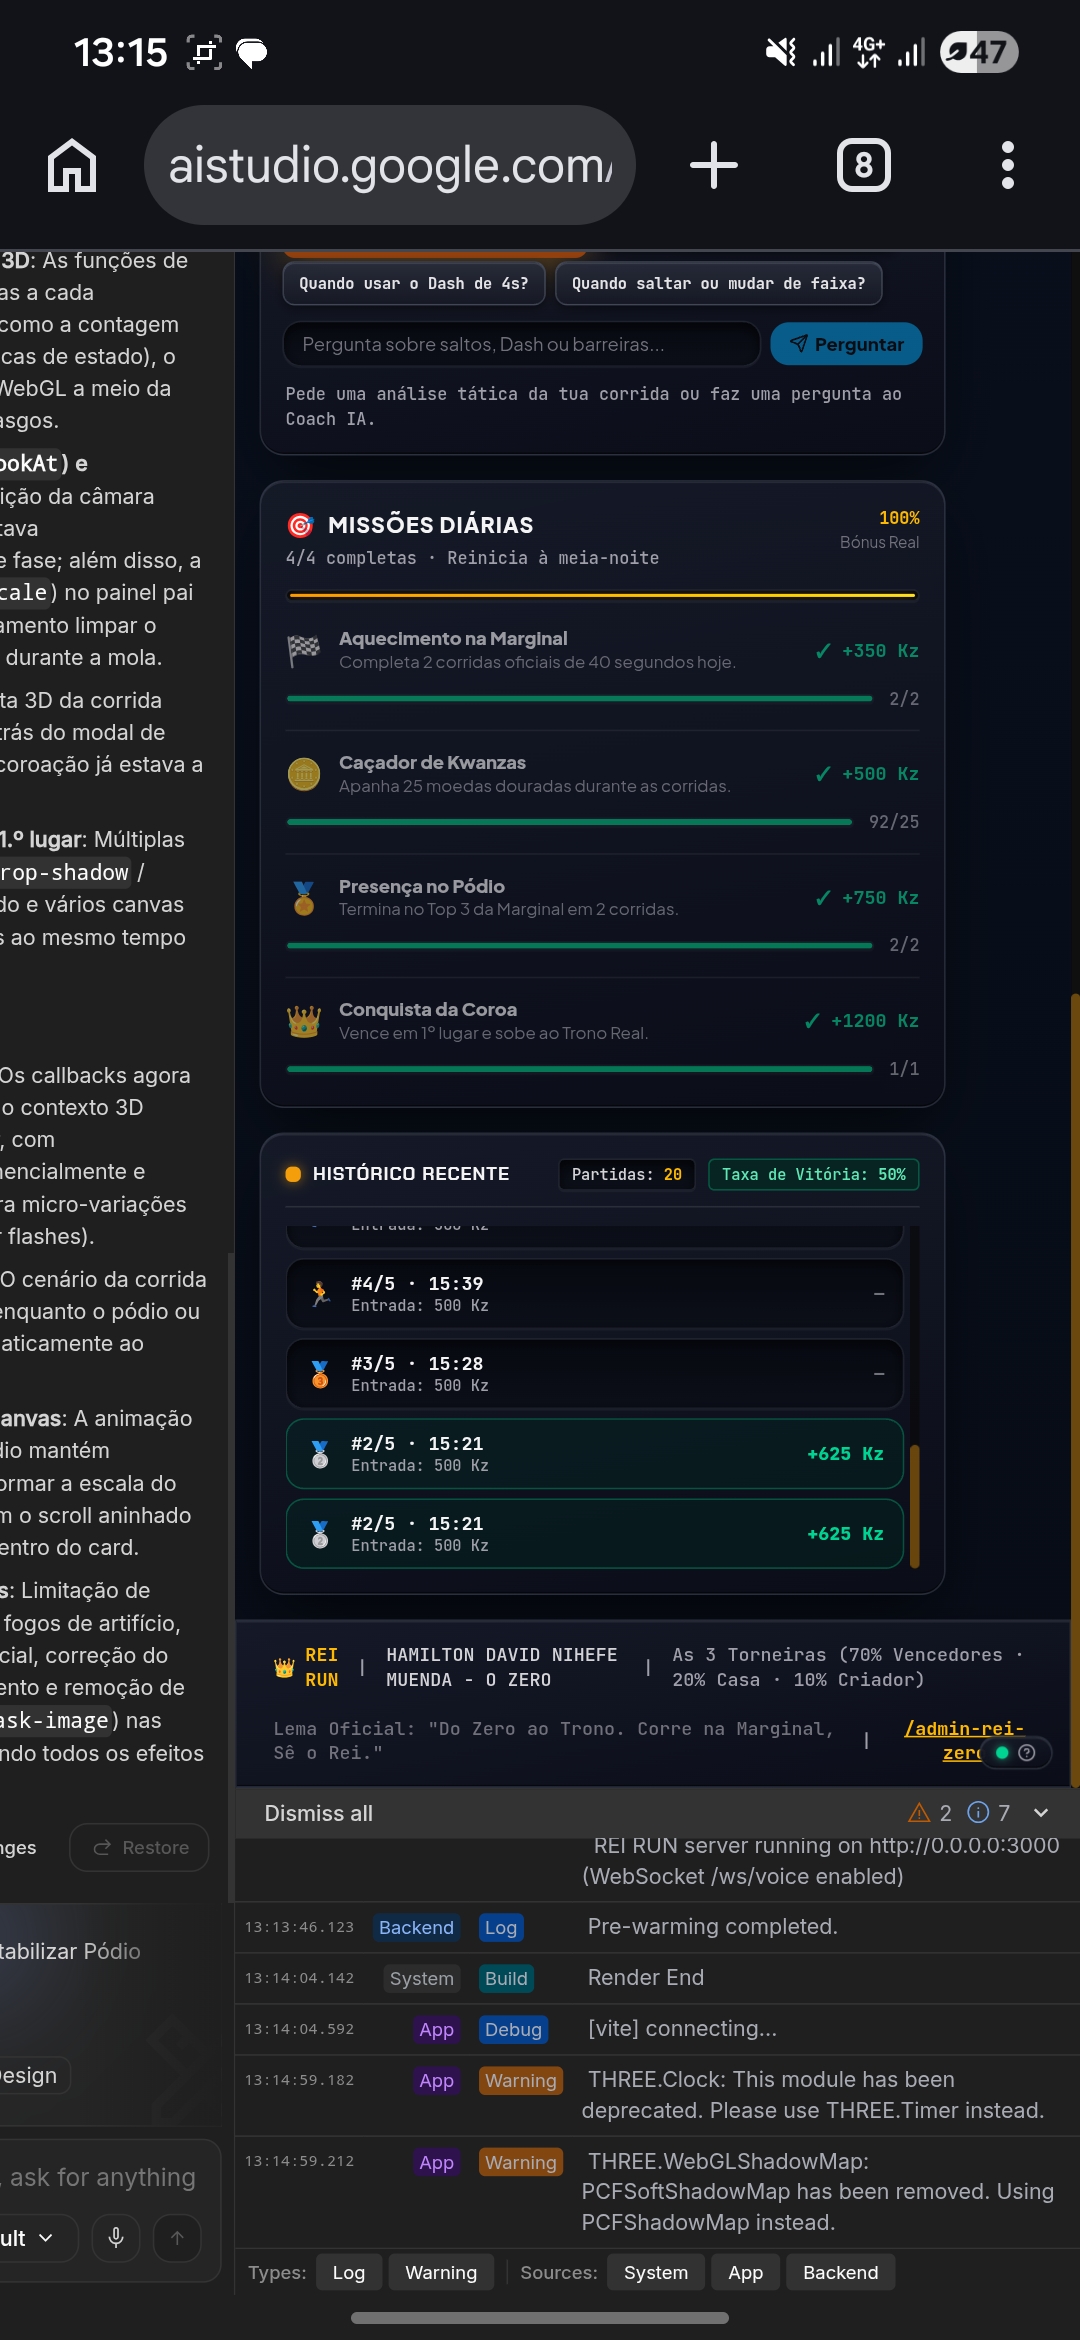 13:15
4G+
47
aistudio.google.com/
8
3D: As funções de
as a cada
como a contagem
cas de estado), o
WebGL a meio da
asgos.
ookAt) e
ição da câmara
tava
e fase; além disso, a
cale) no painel pai
amento limpar o
durante a mola.
ta 3D da corrida
trás do modal de
coroação já estava a
1.º lugar: Múltiplas
rop-shadow /
do e vários canvas
s ao mesmo tempo
Os callbacks agora
o contexto 3D
, com
nencialmente e
ra micro-variações
r flashes).
O cenário da corrida
enquanto o pódio ou
aticamente ao
anvas: A animação
dio mantém
ormar a escala do
m o scroll aninhado
entro do card.
s: Limitação de
fogos de artifício,
cial, correção do
ento e remoção de
ask-image) nas
ndo todos os efeitos
nges
Restore
tabilizar Pódio
Design
, ask for anything
ult
Quando usar o Dash de 4s?
Quando saltar ou mudar de faixa?
Pergunta sobre saltos, Dash ou barreiras...
Perguntar
Pede uma análise tática da tua corrida ou faz uma pergunta ao
Coach IA.
MISSÕES DIÁRIAS
100%
4/4 completas · Reinicia à meia-noite
Bónus Real
Aquecimento na Marginal
Completa 2 corridas oficiais de 40 segundos hoje.
✓ +350 Kz
2/2
Caçador de Kwanzas
Apanha 25 moedas douradas durante as corridas.
✓ +500 Kz
92/25
Presença no Pódio
Termina no Top 3 da Marginal em 2 corridas.
✓ +750 Kz
2/2
Conquista da Coroa
Vence em 1º lugar e sobe ao Trono Real.
✓ +1200 Kz
1/1
HISTÓRICO RECENTE
Partidas: 20
Taxa de Vitória: 50%
Entrada: 500 Kz
#4/5 · 15:39
Entrada: 500 Kz
—
#3/5 · 15:28
Entrada: 500 Kz
—
#2/5 · 15:21
Entrada: 500 Kz
+625 Kz
#2/5 · 15:21
Entrada: 500 Kz
+625 Kz
REI RUN | HAMILTON DAVID NIHEFE MUENDA - O ZERO | As 3 Torneiras (70% Vencedores · 20% Casa · 10% Criador)
Lema Oficial: "Do Zero ao Trono. Corre na Marginal, Sê o Rei." | /admin-rei-zero
Dismiss all
2
7
REI RUN server running on http://0.0.0.0:3000
(WebSocket /ws/voice enabled)
13:13:46.123 Backend Log Pre-warming completed.
13:14:04.142 System Build Render End
13:14:04.592 App Debug [vite] connecting...
13:14:59.182 App Warning THREE.Clock: This module has been
deprecated. Please use THREE.Timer instead.
13:14:59.212 App Warning THREE.WebGLShadowMap:
PCFSoftShadowMap has been removed. Using
PCFShadowMap instead.
Types: Log Warning Sources: System App Backend